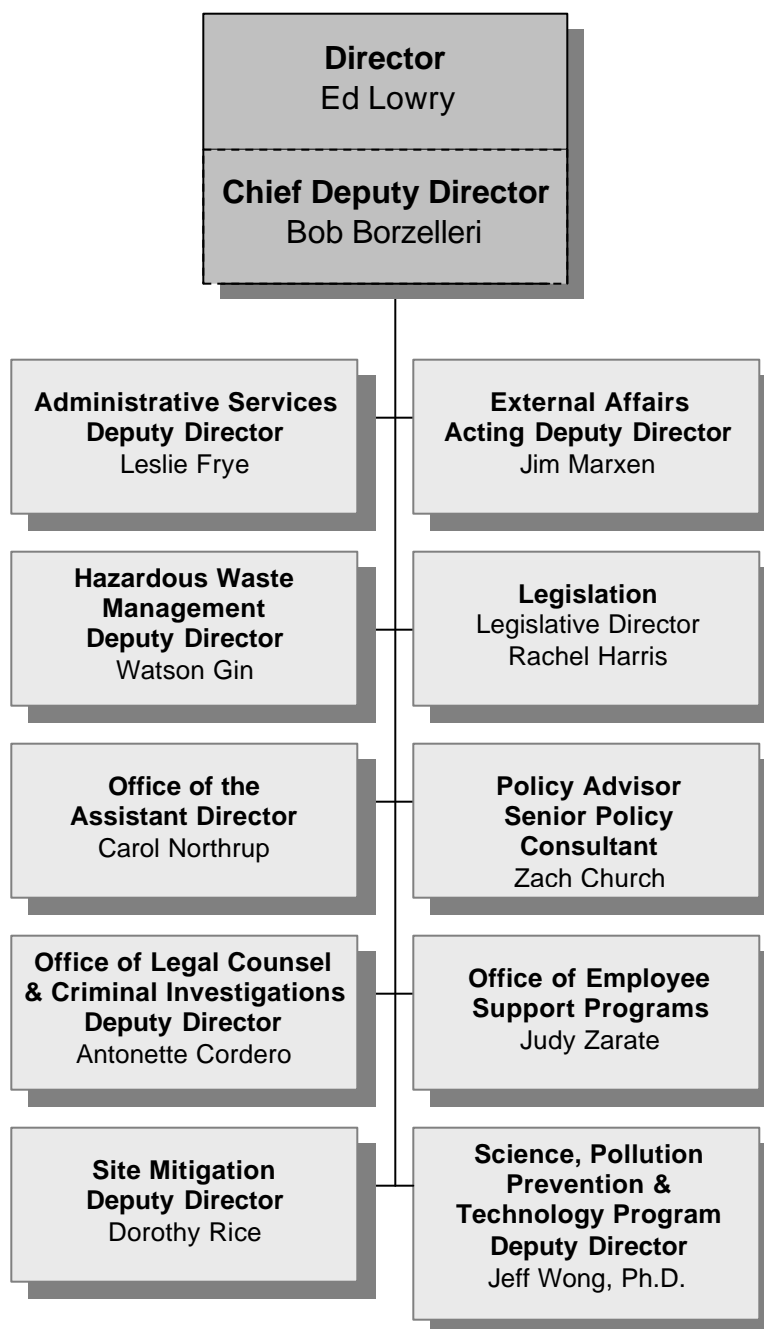 Director
Ed Lowry
Chief Deputy Director
Bob Borzelleri
Administrative Services
Deputy Director
Leslie Frye
External Affairs
Acting Deputy Director
Jim Marxen
Hazardous Waste
Management
Deputy Director
Watson Gin
Legislation
Legislative Director
Rachel Harris
Office of the
Assistant Director
Carol Northrup
Policy Advisor
Senior Policy
Consultant
Zach Church
Office of Legal Counsel
& Criminal Investigations
Deputy Director
Antonette Cordero
Office of Employee
Support Programs
Judy Zarate
Site Mitigation
Deputy Director
Dorothy Rice
Science, Pollution
Prevention &
Technology Program
Deputy Director
Jeff Wong, Ph.D.